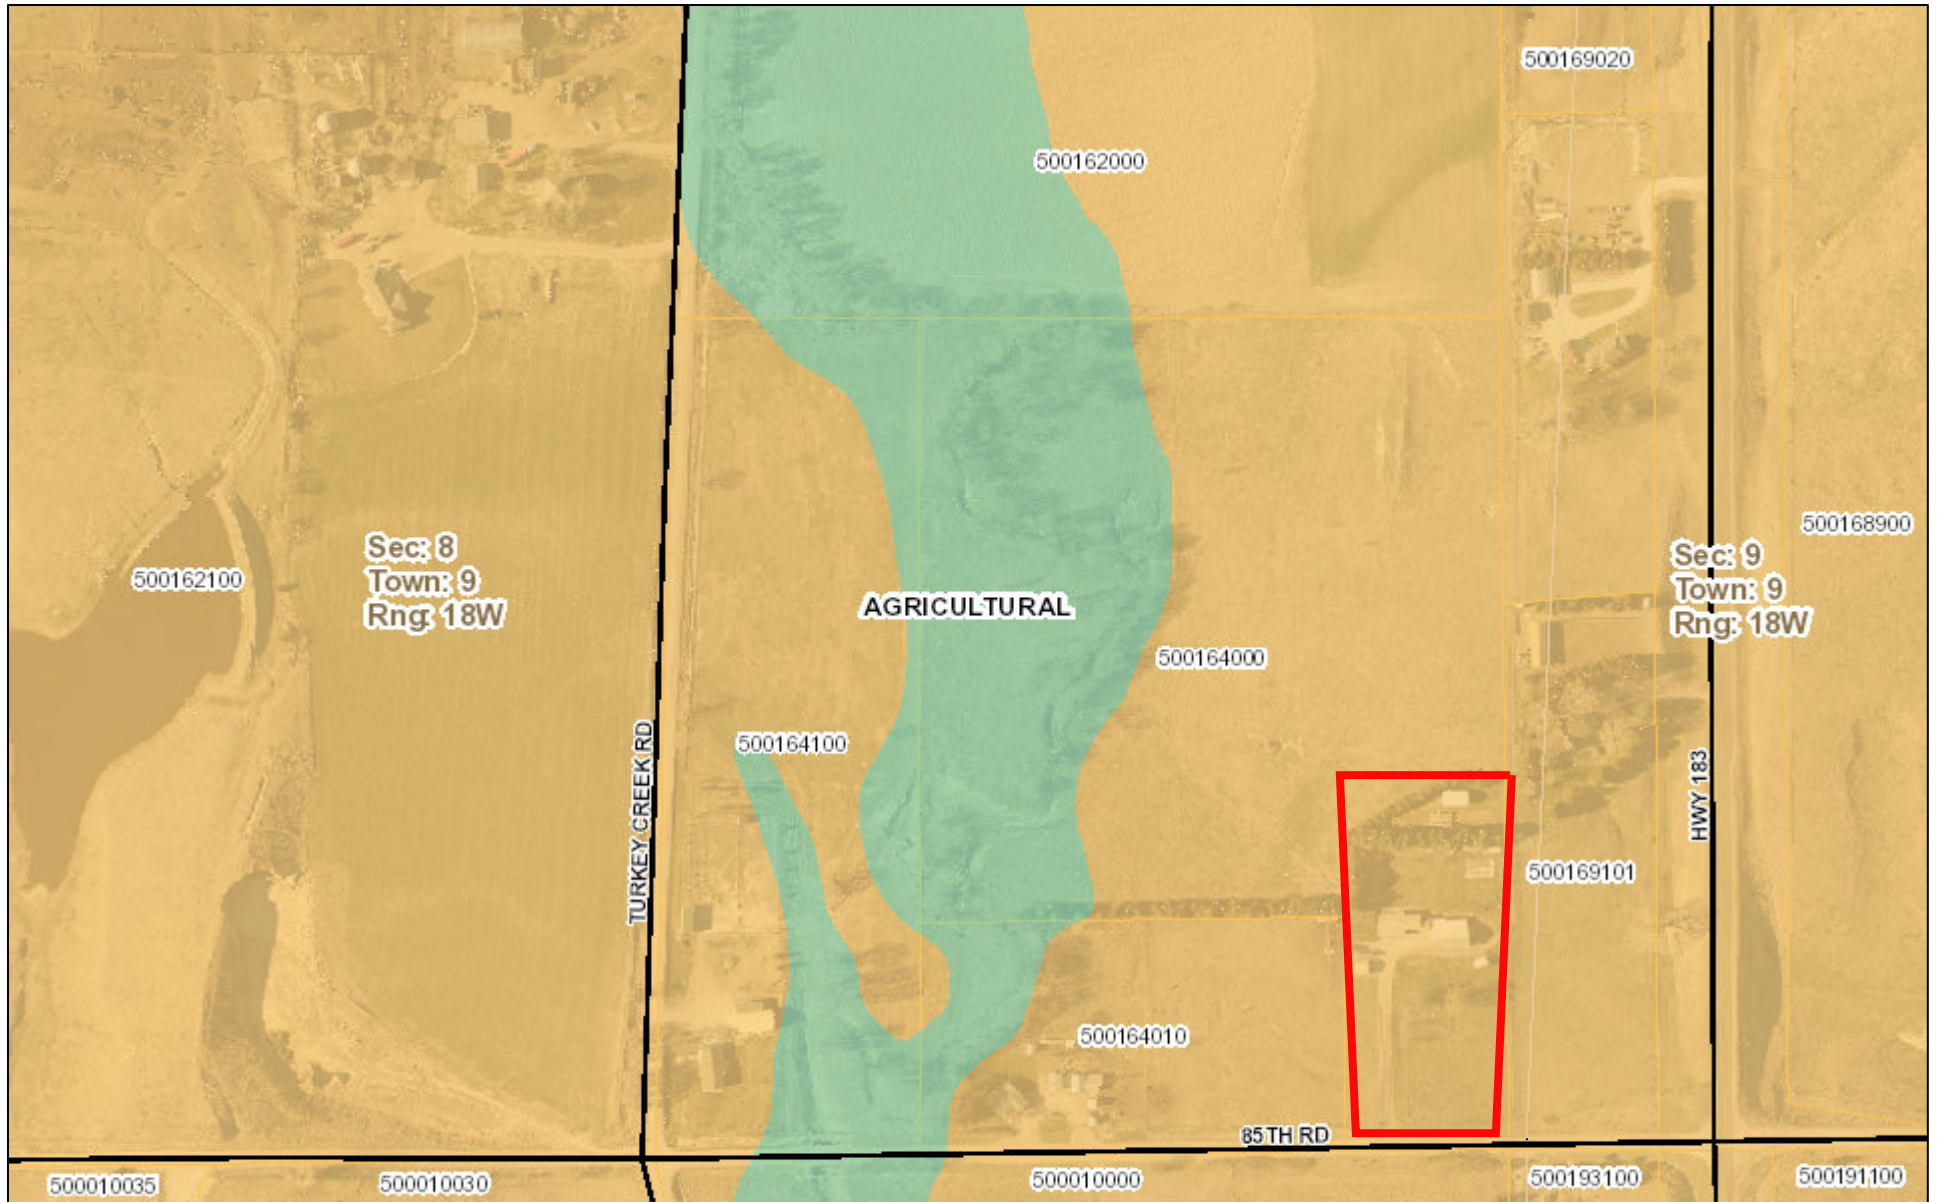 500169020
500162000
500168900
Sec: 8
Town: 9
Rng: 18W
500162100
Sec: 9
Town: 9
Rng: 18W
AGRICULTURAL
500164000
500164100
TURKEY CREEK RD
HWY 183
500169101
500164010
85TH RD
500010035
500010030
500010000
500193100
500191100